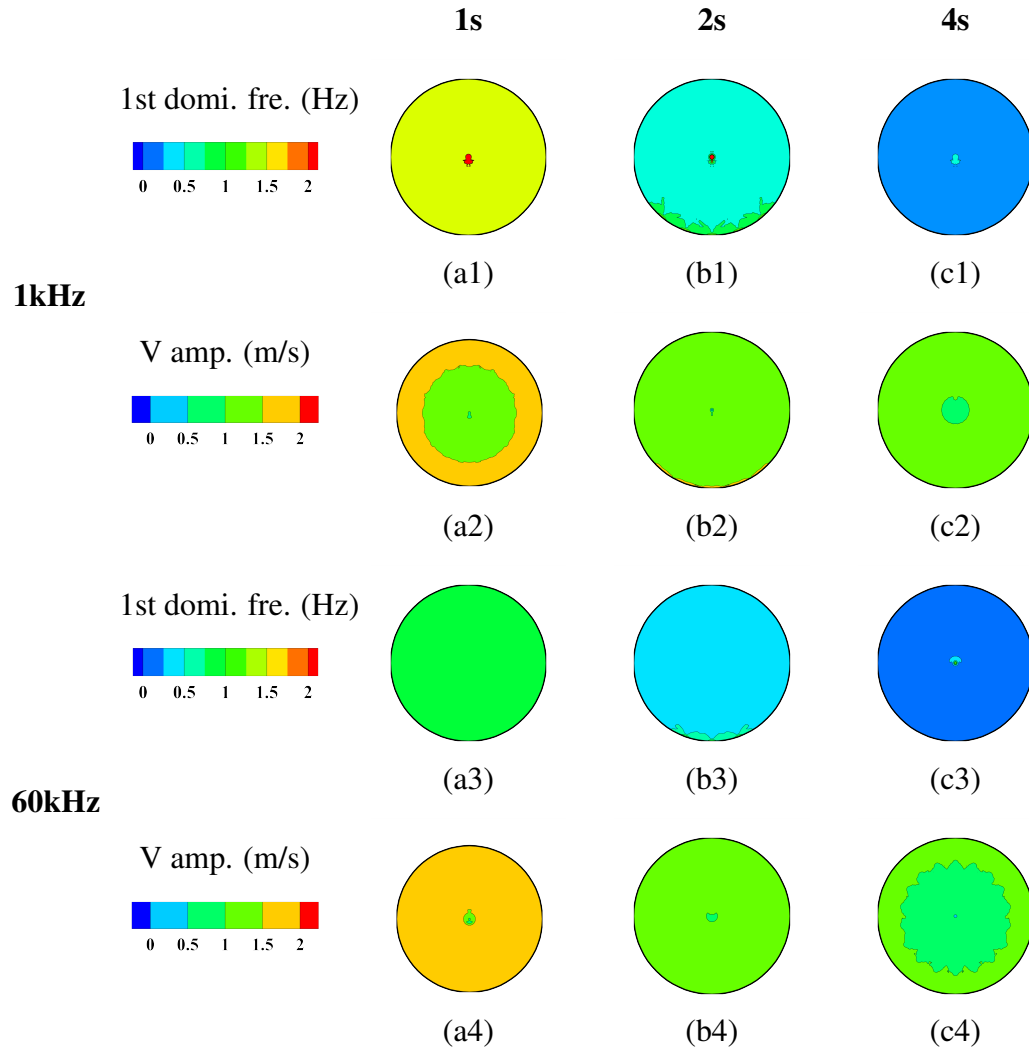 1s 2s 4s
1st domi. fre. (Hz)
0 0.5 1 1.5 2
(a1) (b1) (c1)
1kHz
V amp. (m/s)
0 0.5 1 1.5 2
(a2) (b2) (c2)
1st domi. fre. (Hz)
0 0.5 1 1.5 2
(a3) (b3) (c3)
60kHz
V amp. (m/s)
0 0.5 1 1.5 2
(a4) (b4) (c4)